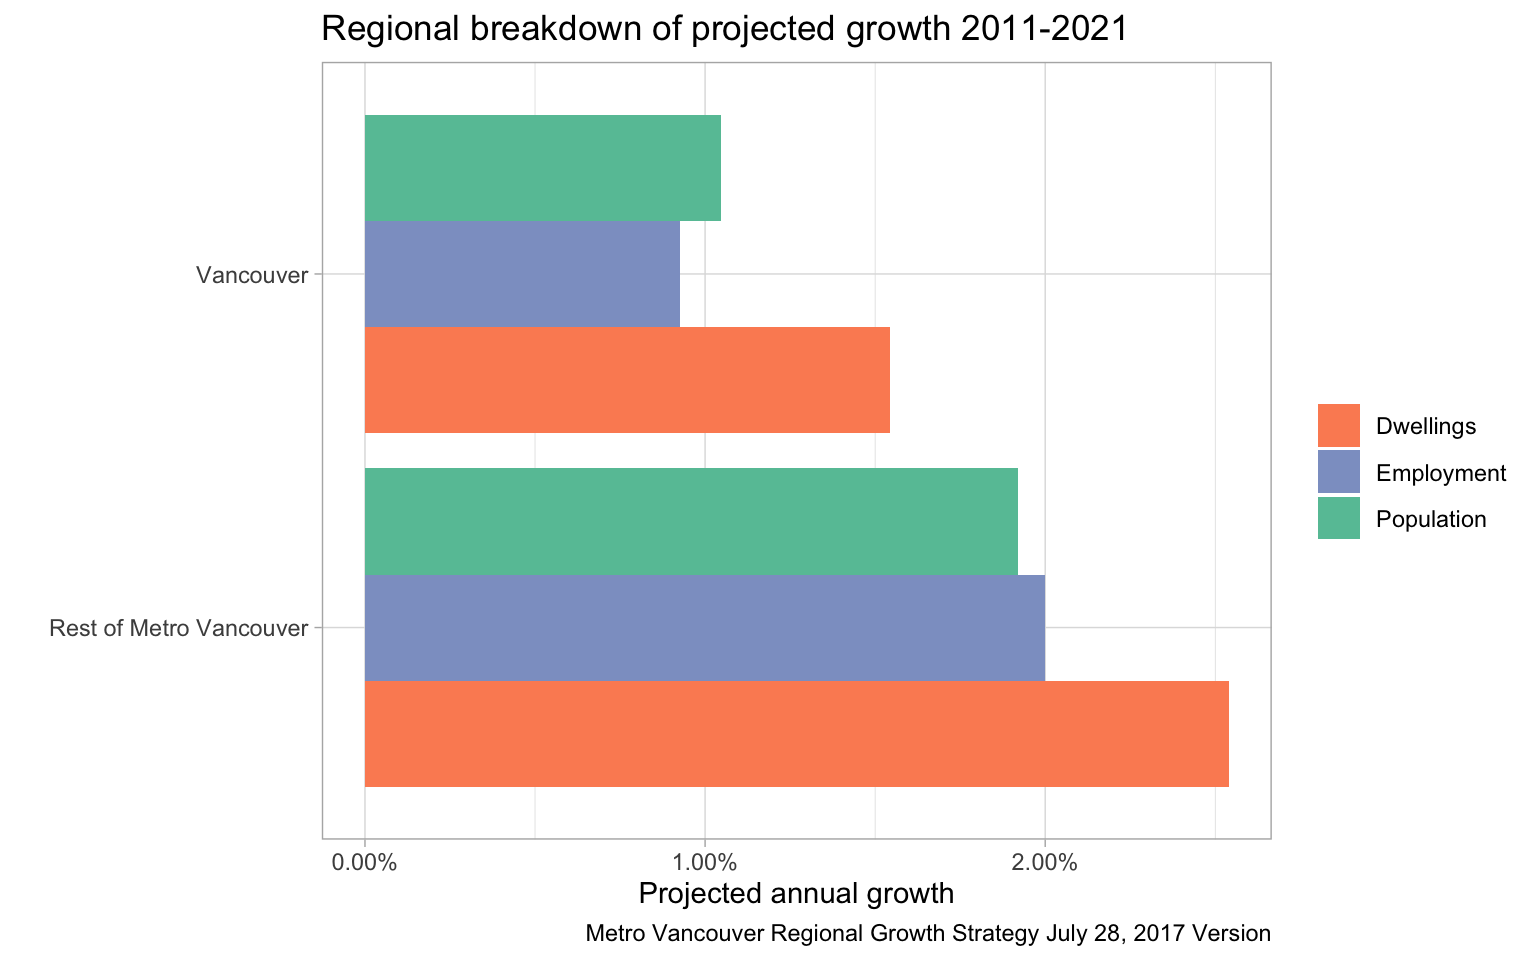 Regional breakdown of projected growth 2011-2021
Vancouver
Rest of Metro Vancouver
Dwellings
Employment
Population
0.00%
1.00%
2.00%
Projected annual growth
Metro Vancouver Regional Growth Strategy July 28, 2017 Version